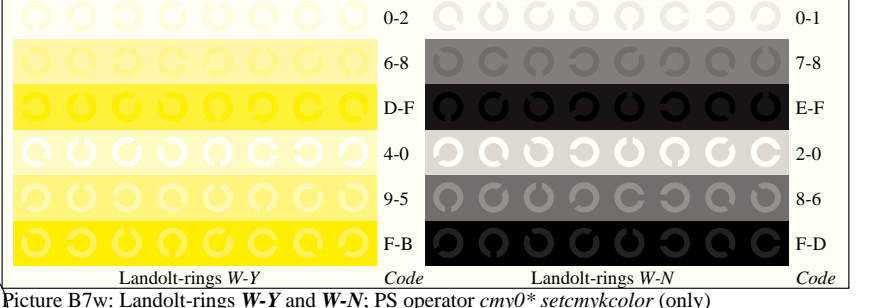 0-2 0-1
6-8 7-8
D-F E-F
4-0 2-0
9-5 8-6
F-B F-D
Landolt-rings W-Y Code Landolt-rings W-N Code
Picture B7w: Landolt-rings W-Y and W-N; PS operator cmy0* setcmykcolor (only)